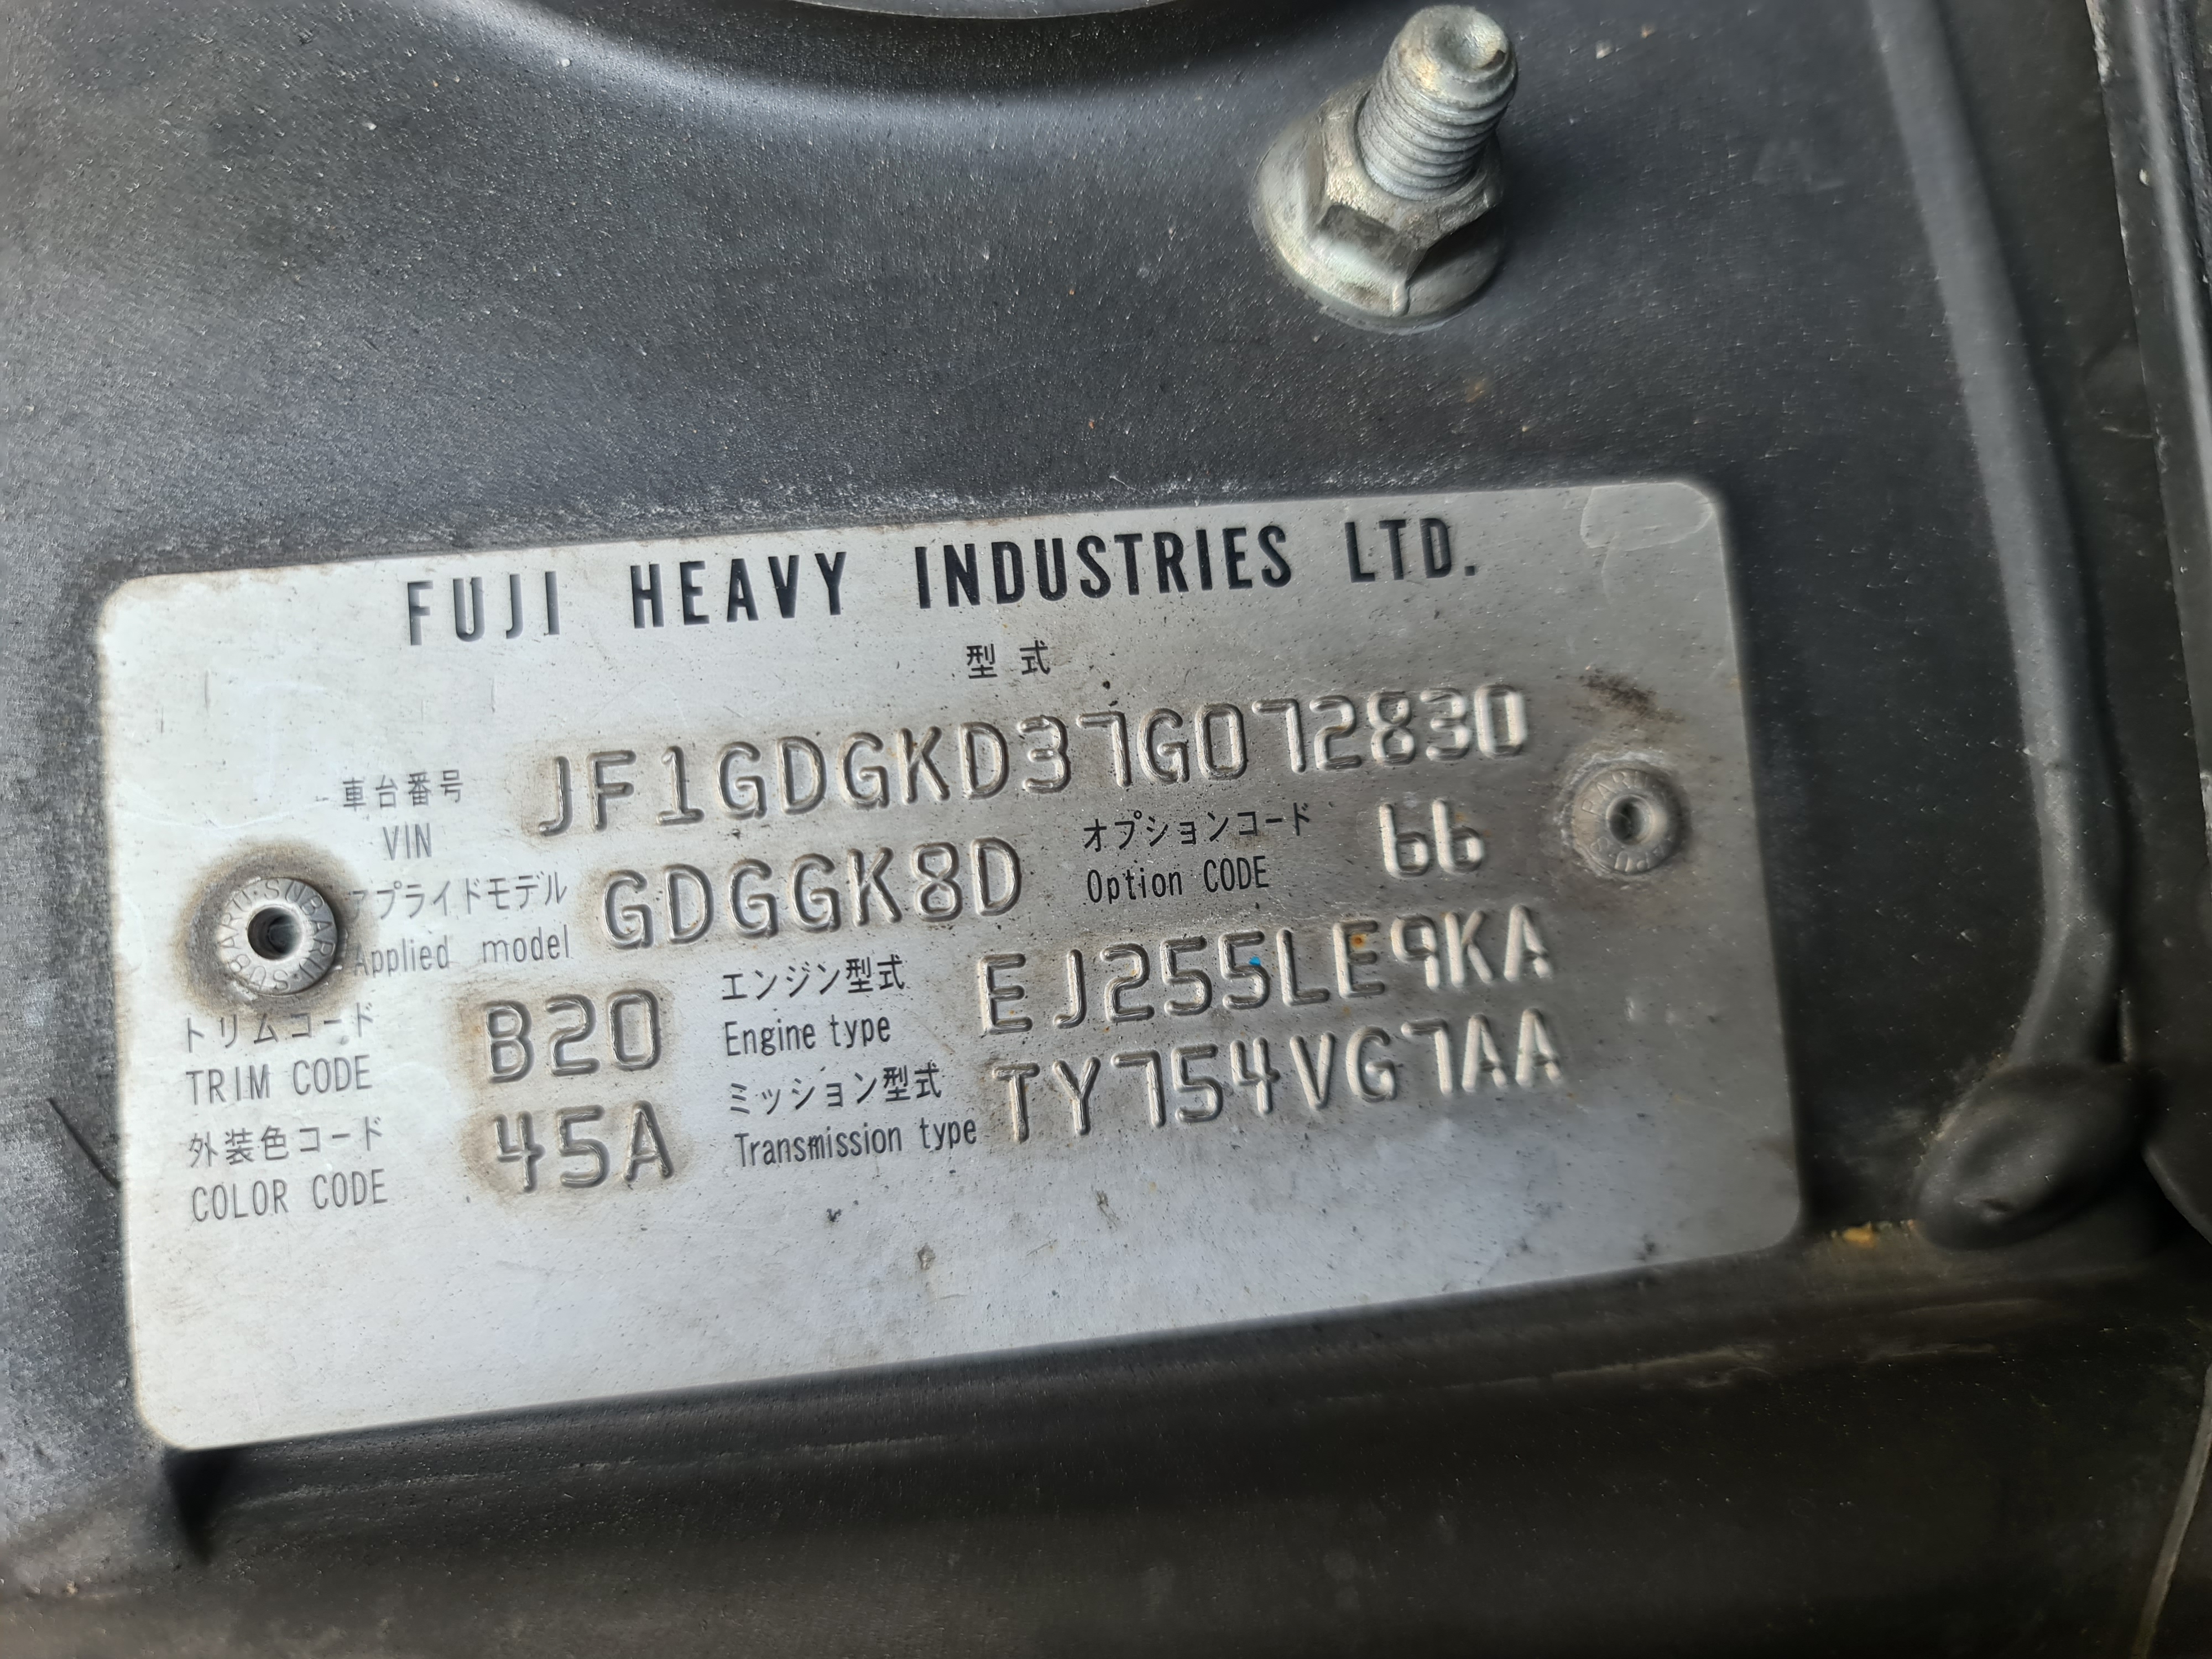 FUJI HEAVY INDUSTRIES LTD.
型式
車台番号
VIN
JF1GDGKD37G072830
アプライドモデル
Applied model
GDGGK8D
オプションコード
Option CODE
66
トリムコード
TRIM CODE
B20
エンジン型式
Engine type
EJ255LE9KA
外装色コード
COLOR CODE
45A
ミッション型式
Transmission type
TY754VG7AA
SUBARU·SUBARU·